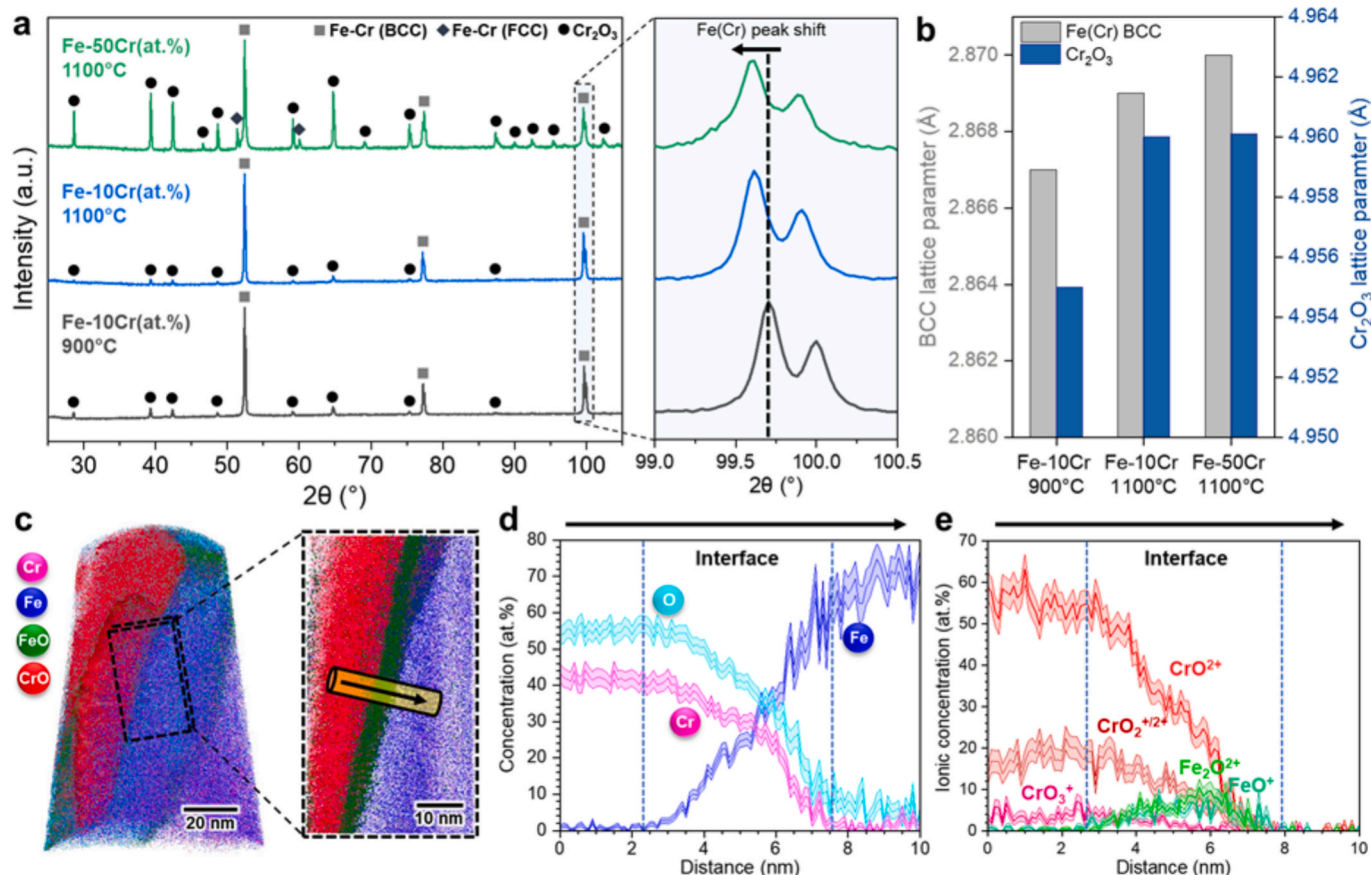 a
Fe-Cr (BCC) Fe-Cr (FCC) Cr₂O₃
Fe-50Cr(at.%)
1100°C
Fe-10Cr(at.%)
1100°C
Fe-10Cr(at.%)
900°C
Intensity (a.u.)
30 40 50 60 70 80 90 100
2θ (°)
Fe(Cr) peak shift
99.0 99.5 100.0 100.5
2θ (°)
b
Fe(Cr) BCC
Cr₂O₃
BCC lattice paramter (Å)
2.870
2.868
2.866
2.864
2.862
2.860
Cr₂O₃ lattice parameter (Å)
4.964
4.962
4.960
4.958
4.956
4.954
4.952
4.950
Fe-10Cr Fe-10Cr Fe-50Cr
900°C 1100°C 1100°C
c
Cr
Fe
FeO
CrO
20 nm
10 nm
d
Interface
Concentration (at.%)
80
70
60
50
40
30
20
10
0
O
Fe
Cr
0 2 4 6 8 10
Distance (nm)
e
Interface
Ionic concentration (at.%)
70
60
50
40
30
20
10
0
CrO²⁺
CrO₂⁺ᐟ²⁺
Fe₂O²⁺
CrO₃⁺
FeO⁺
0 2 4 6 8 10
Distance (nm)